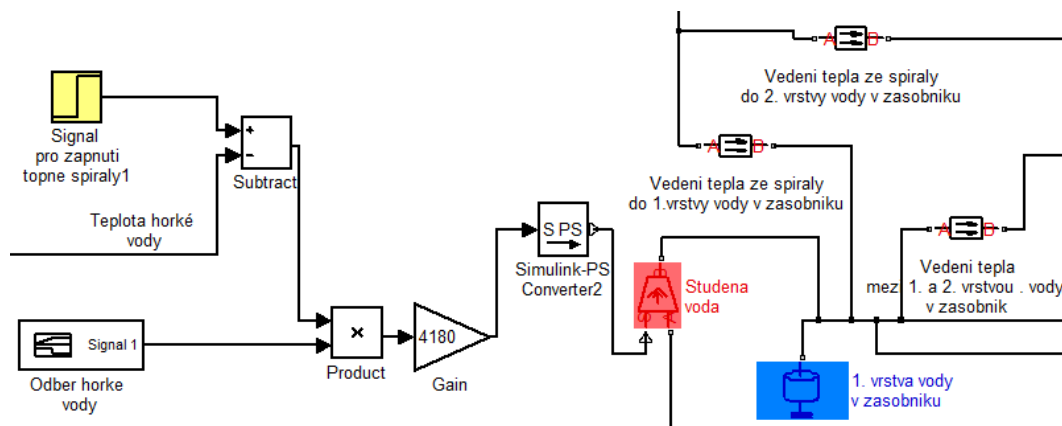 A
B
Vedeni tepla ze spiraly
do 2. vrstvy vody v zasobniku
Signal
pro zapnuti
topne spiraly1
+
-
Subtract
A
B
Vedeni tepla ze spiraly
do 1.vrstvy vody v zasobniku
Teplota horké
vody
S PS
Simulink-PS
Converter2
B
S
A
Studena
voda
A
B
Vedeni tepla
mez 1. a 2. vrstvou . vody
v zasobnik
Signal 1
Odber horke
vody
×
Product
4180
Gain
1. vrstva vody
v zasobniku